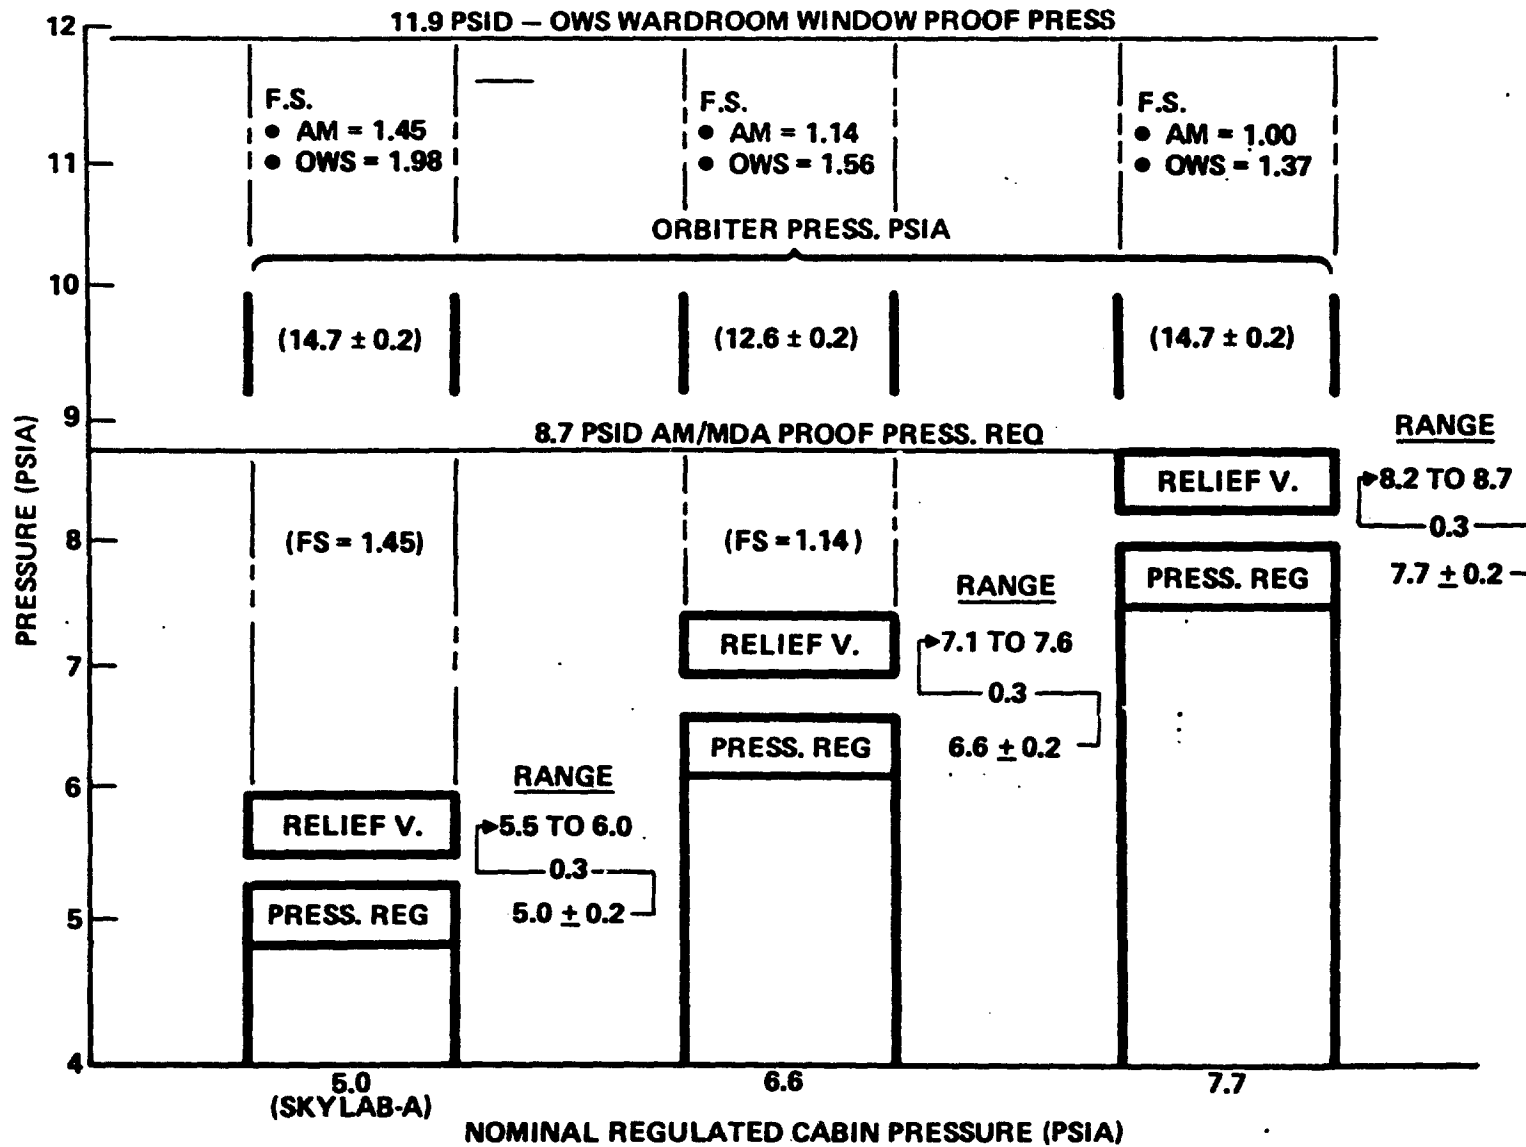 12
11.9 PSID – OWS WARDROOM WINDOW PROOF PRESS
F.S.
● AM = 1.45
● OWS = 1.98
F.S.
● AM = 1.14
● OWS = 1.56
F.S.
● AM = 1.00
● OWS = 1.37
11
ORBITER PRESS. PSIA
10
(14.7 ± 0.2)
(12.6 ± 0.2)
(14.7 ± 0.2)
9
8.7 PSID AM/MDA PROOF PRESS. REQ
RANGE
RELIEF V.
8.2 TO 8.7
0.3
8
(FS = 1.45)
(FS = 1.14)
PRESS. REG
7.7 ± 0.2
RANGE
RELIEF V.
7.1 TO 7.6
7
0.3
PRESS. REG
6.6 ± 0.2
RANGE
6
RELIEF V.
5.5 TO 6.0
0.3
PRESS. REG
5.0 ± 0.2
5
4
PRESSURE (PSIA)
5.0
(SKYLAB-A)
6.6
7.7
NOMINAL REGULATED CABIN PRESSURE (PSIA)